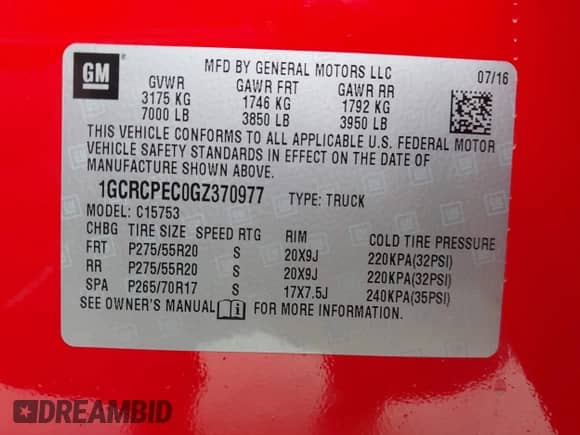 GM
MFD BY GENERAL MOTORS LLC 07/16
GVWR GAWR FRT GAWR RR
3175 KG 1746 KG 1792 KG
7000 LB 3850 LB 3950 LB
THIS VEHICLE CONFORMS TO ALL APPLICABLE U.S. FEDERAL MOTOR
VEHICLE SAFETY STANDARDS IN EFFECT ON THE DATE OF
MANUFACTURE SHOWN ABOVE.
1GCRCPEC0GZ370977 TYPE: TRUCK
MODEL: C15753
CHBG TIRE SIZE SPEED RTG RIM COLD TIRE PRESSURE
FRT P275/55R20 S 20X9J 220KPA(32PSI)
RR P275/55R20 S 20X9J 220KPA(32PSI)
SPA P265/70R17 S 17X7.5J 240KPA(35PSI)
SEE OWNER'S MANUAL FOR MORE INFORMATION.
DREAMBID